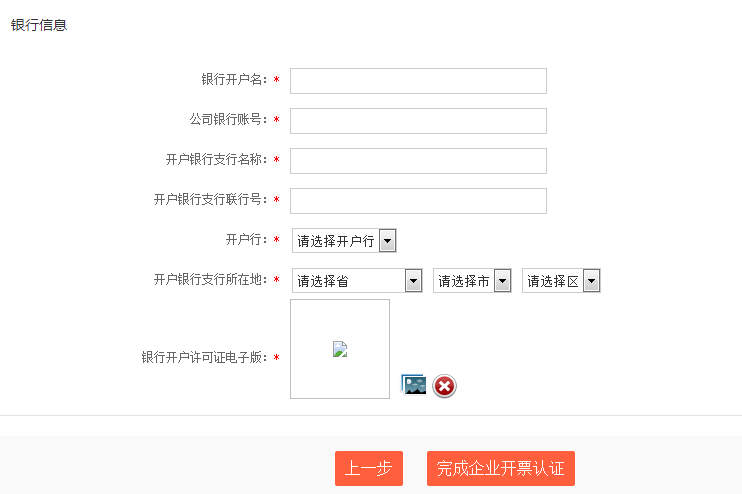 银行信息
银行开户名：*
公司银行账号：*
开户银行支行名称：*
开户银行支行联行号：*
开户行：* 请选择开户行
开户银行支行所在地：* 请选择省 请选择市 请选择区
银行开户许可证电子版：*
上一步 完成企业开票认证